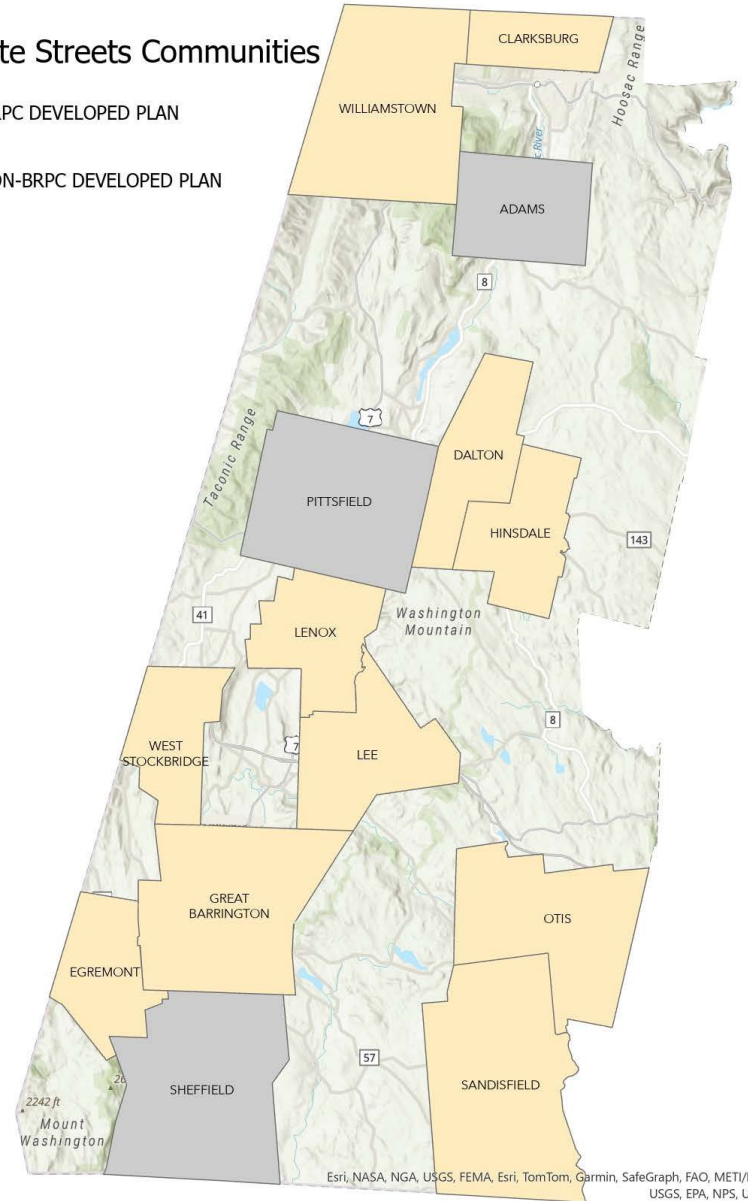 te Streets Communities
PC DEVELOPED PLAN
ON-BRPC DEVELOPED PLAN
CLARKSBURG
WILLIAMSTOWN
Hoosac Range
c River
ADAMS
8
7
Taconic Range
DALTON
PITTSFIELD
HINSDALE
143
41
Washington
Mountain
LENOX
8
7
WEST
STOCKBRIDGE
LEE
GREAT
BARRINGTON
OTIS
EGREMONT
57
SHEFFIELD
SANDISFIELD
26
2242 ft
Mount
Washington
Esri, NASA, NGA, USGS, FEMA, Esri, TomTom, Garmin, SafeGraph, FAO, METI/
USGS, EPA, NPS, U